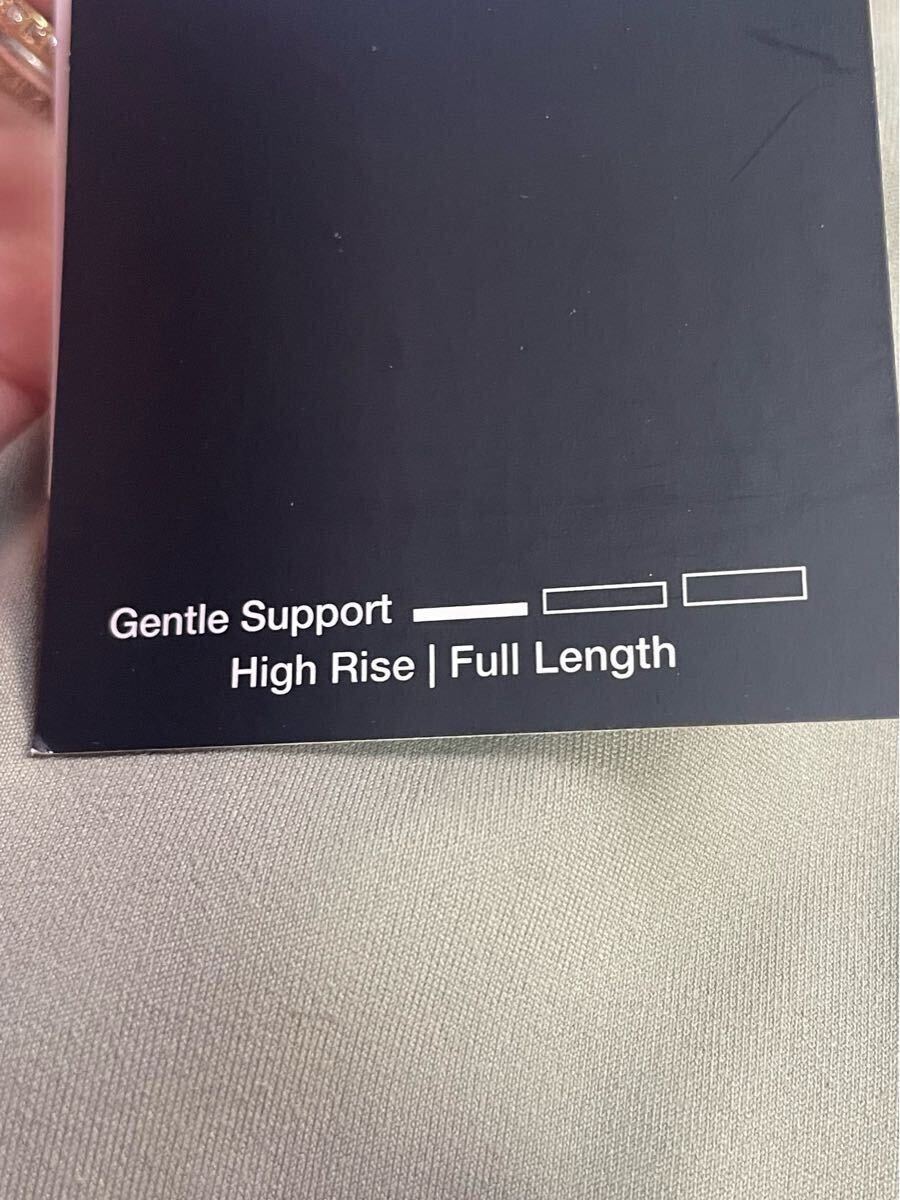 Gentle Support
High Rise | Full Length